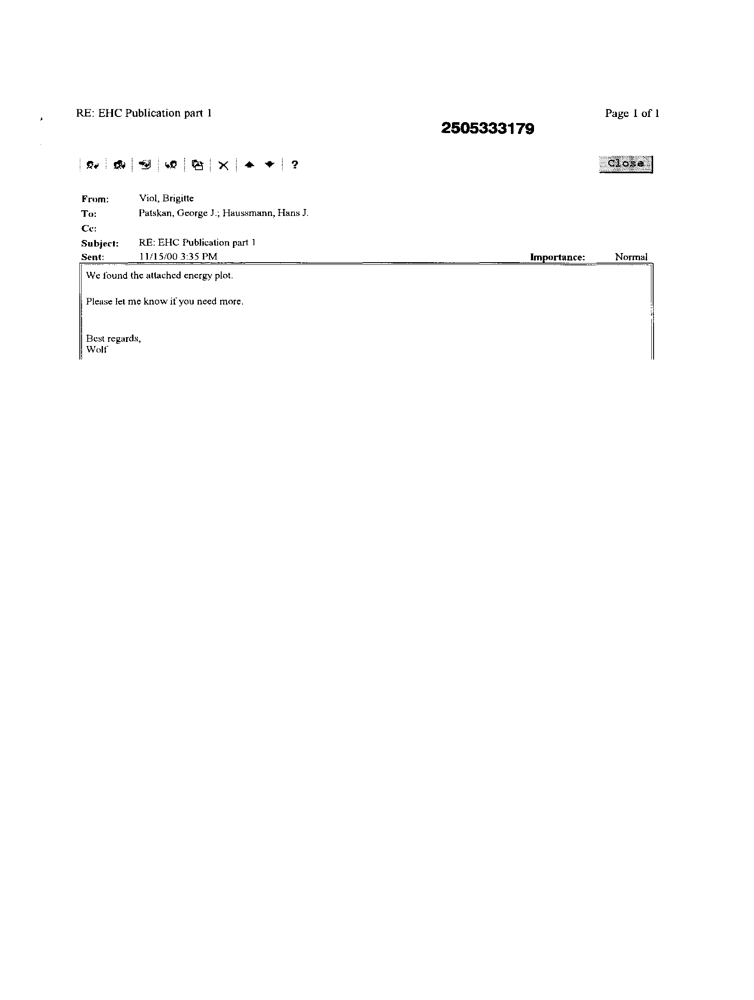 RE: EHC Publication part 1
Page 1 of 1
2505333179
?
Close
From: Viol, Brigitte
To: Patskan, George J.; Haussmann, Hans J.
Cc:
Subject: RE: EHC Publication part 1
Sent: 11/15/00 3:35 PM Importance: Normal
We found the attached energy plot.
Please let me know if you need more.
Best regards,
Wolf